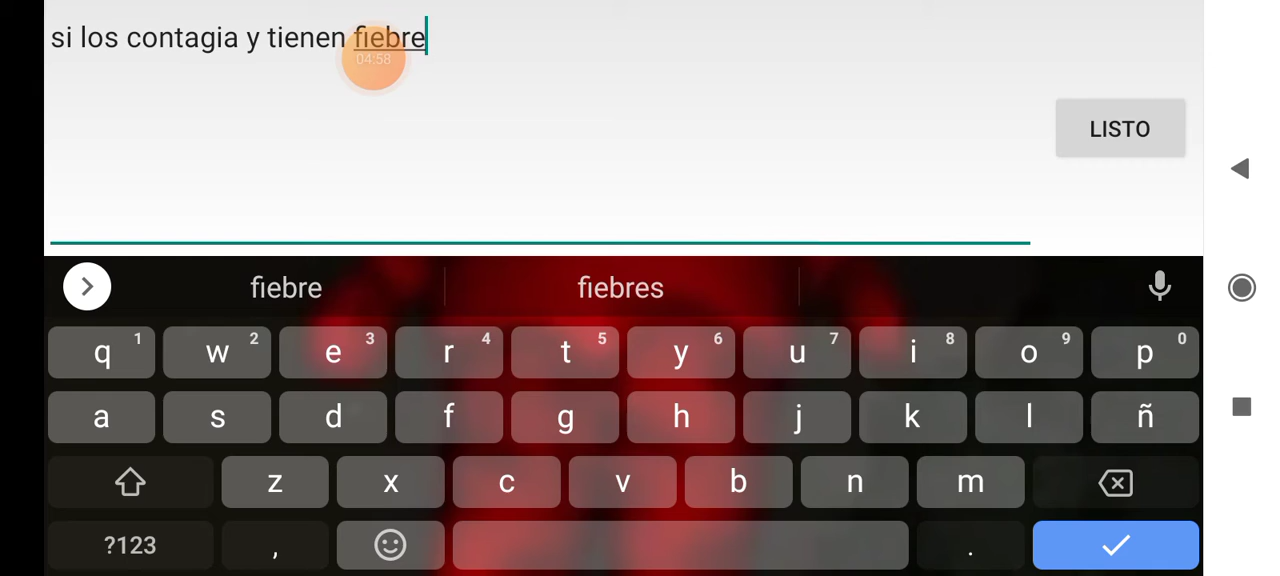 si los contagia y tienen fiebre
04:58
LISTO
fiebre fiebres
q 1 w 2 e 3 r 4 t 5 y 6 u 7 i 8 o 9 p 0
a s d f g h j k l ñ
z x c v b n m
?123 , .